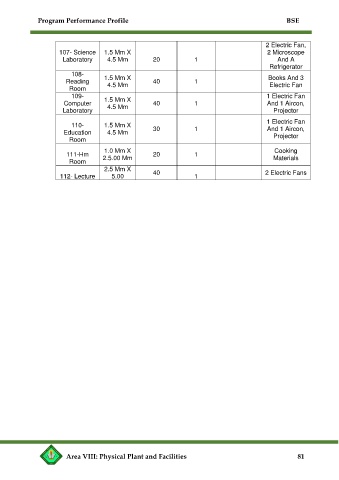 Program Performance Profile BSE
107- Science Laboratory 1.5 Mm X 4.5 Mm 20 1 2 Electric Fan, 2 Microscope And A Refrigerator
108- Reading Room 1.5 Mm X 4.5 Mm 40 1 Books And 3 Electric Fan
109- Computer Laboratory 1.5 Mm X 4.5 Mm 40 1 1 Electric Fan And 1 Aircon, Projector
110- Education Room 1.5 Mm X 4.5 Mm 30 1 1 Electric Fan And 1 Aircon, Projector
111-Hm Room 1.0 Mm X 2.5.00 Mm 20 1 Cooking Materials
112- Lecture 2.5 Mm X 5.00 40 1 2 Electric Fans
Area VIII: Physical Plant and Facilities 81